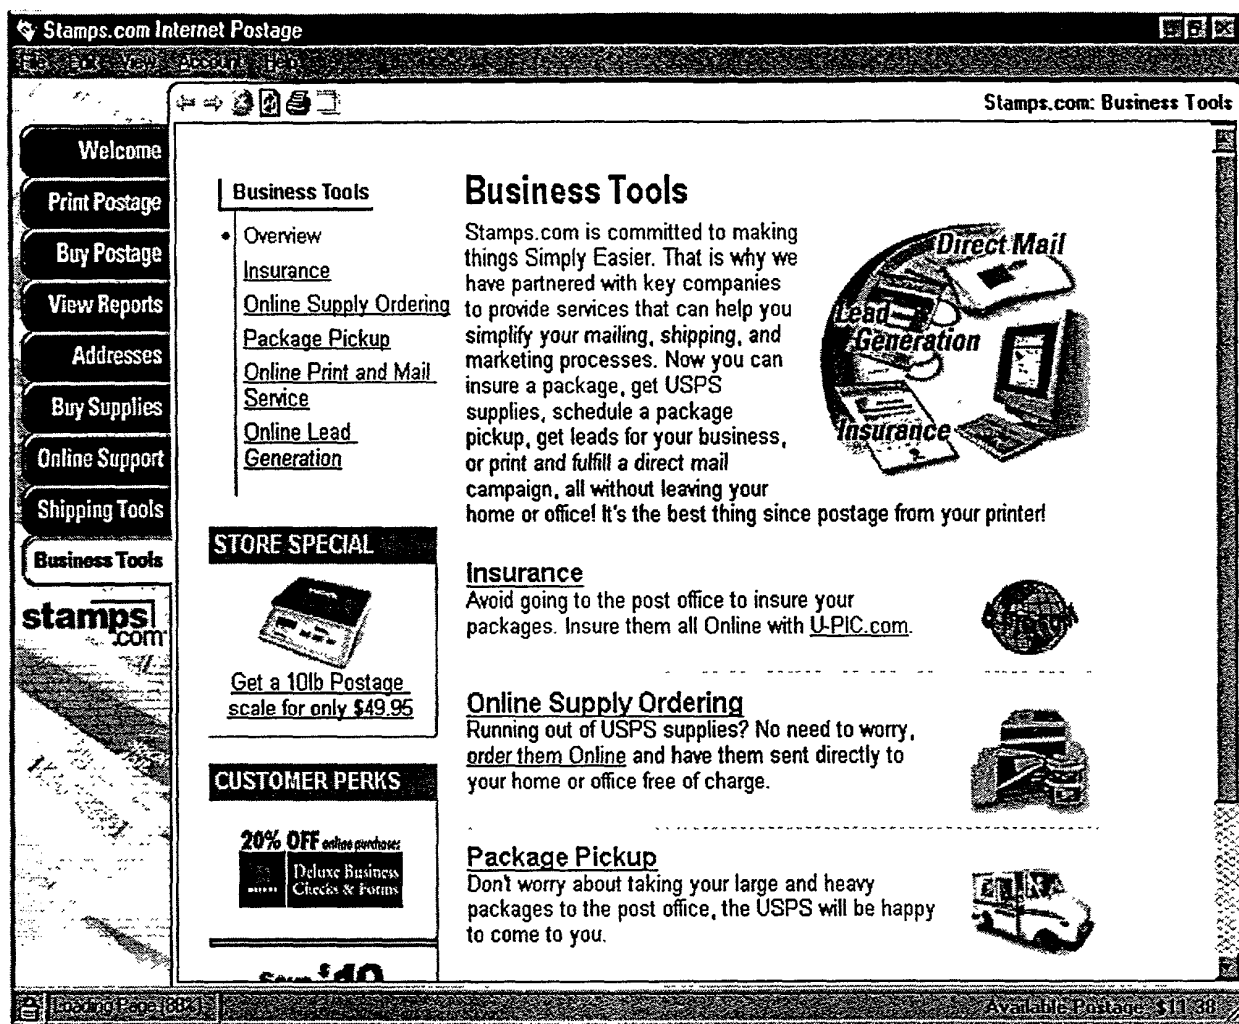 Stamps.com Internet Postage
File Edit View Account Help
Stamps.com: Business Tools
Welcome
Print Postage
Buy Postage
View Reports
Addresses
Buy Supplies
Online Support
Shipping Tools
Business Tools
stamps
.com
Business Tools
• Overview
Insurance
Online Supply Ordering
Package Pickup
Online Print and Mail
Service
Online Lead
Generation
STORE SPECIAL
Get a 10lb Postage
scale for only $49.95
CUSTOMER PERKS
20% OFF online purchases
Deluxe Business
Checks & Forms
Save $40
Business Tools
Stamps.com is committed to making
things Simply Easier. That is why we
have partnered with key companies
to provide services that can help you
simplify your mailing, shipping, and
marketing processes. Now you can
insure a package, get USPS
supplies, schedule a package
pickup, get leads for your business,
or print and fulfill a direct mail
campaign, all without leaving your
home or office! It's the best thing since postage from your printer!
Direct Mail
Lead
Generation
Insurance
Insurance
Avoid going to the post office to insure your
packages. Insure them all Online with U-PIC.com.
Online Supply Ordering
Running out of USPS supplies? No need to worry,
order them Online and have them sent directly to
your home or office free of charge.
Package Pickup
Don't worry about taking your large and heavy
packages to the post office, the USPS will be happy
to come to you.
Loading Page (88%)
Available Postage: $11.38